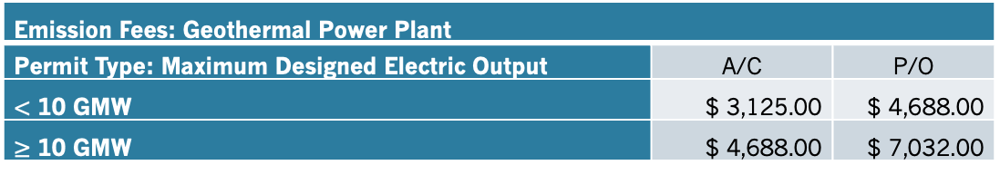 Emission Fees: Geothermal Power Plant
Permit Type: Maximum Designed Electric Output A/C P/O
< 10 GMW $ 3,125.00 $ 4,688.00
≥ 10 GMW $ 4,688.00 $ 7,032.00